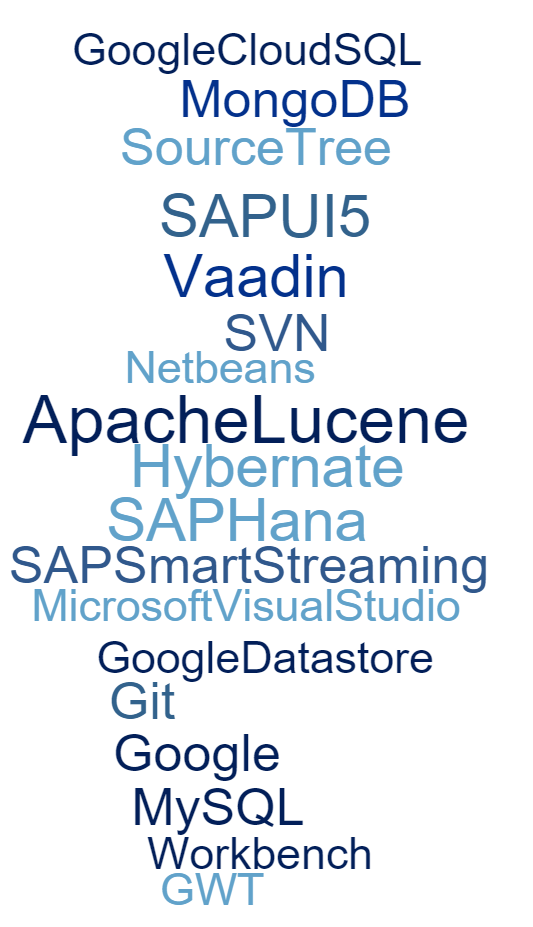 GoogleCloudSQL
MongoDB
SourceTree
SAPUI5
Vaadin
SVN
Netbeans
ApacheLucene
Hybernate
SAPHana
SAPSmartStreaming
MicrosoftVisualStudio
GoogleDatastore
Git
Google
MySQL
Workbench
GWT